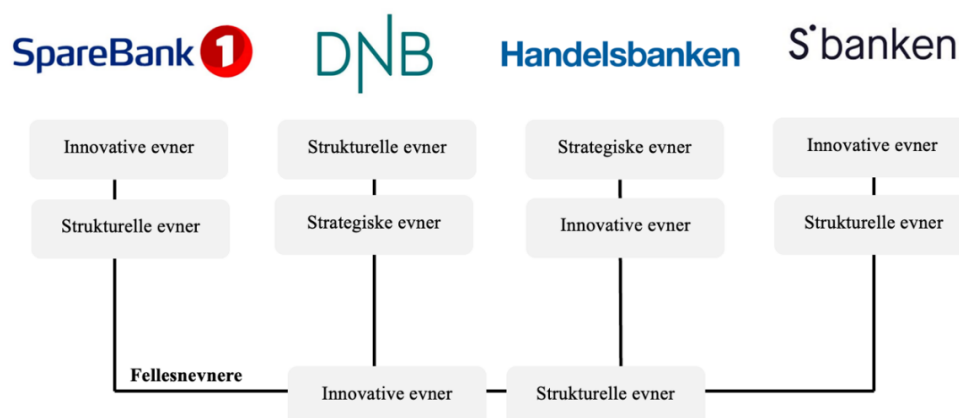 SpareBank 1
DNB
Handelsbanken
S'banken
Innovative evner
Strukturelle evner
Strategiske evner
Innovative evner
Strukturelle evner
Strategiske evner
Innovative evner
Strukturelle evner
Fellesnevnere
Innovative evner
Strukturelle evner